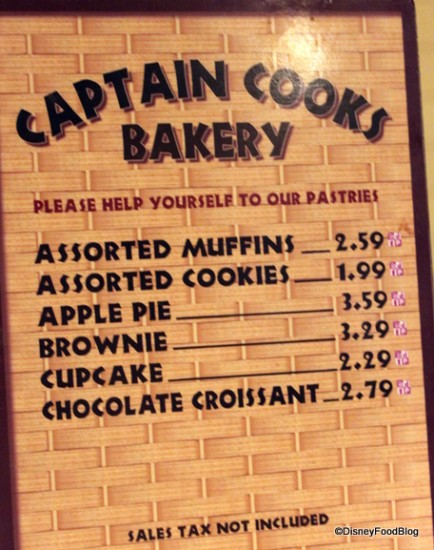 CAPTAIN COOKS
BAKERY
PLEASE HELP YOURSELF TO OUR PASTRIES
ASSORTED MUFFINS 2.59
ASSORTED COOKIES 1.99
APPLE PIE 3.59
BROWNIE 3.29
CUPCAKE 2.29
CHOCOLATE CROISSANT 2.79
SALES TAX NOT INCLUDED
©DisneyFoodBlog